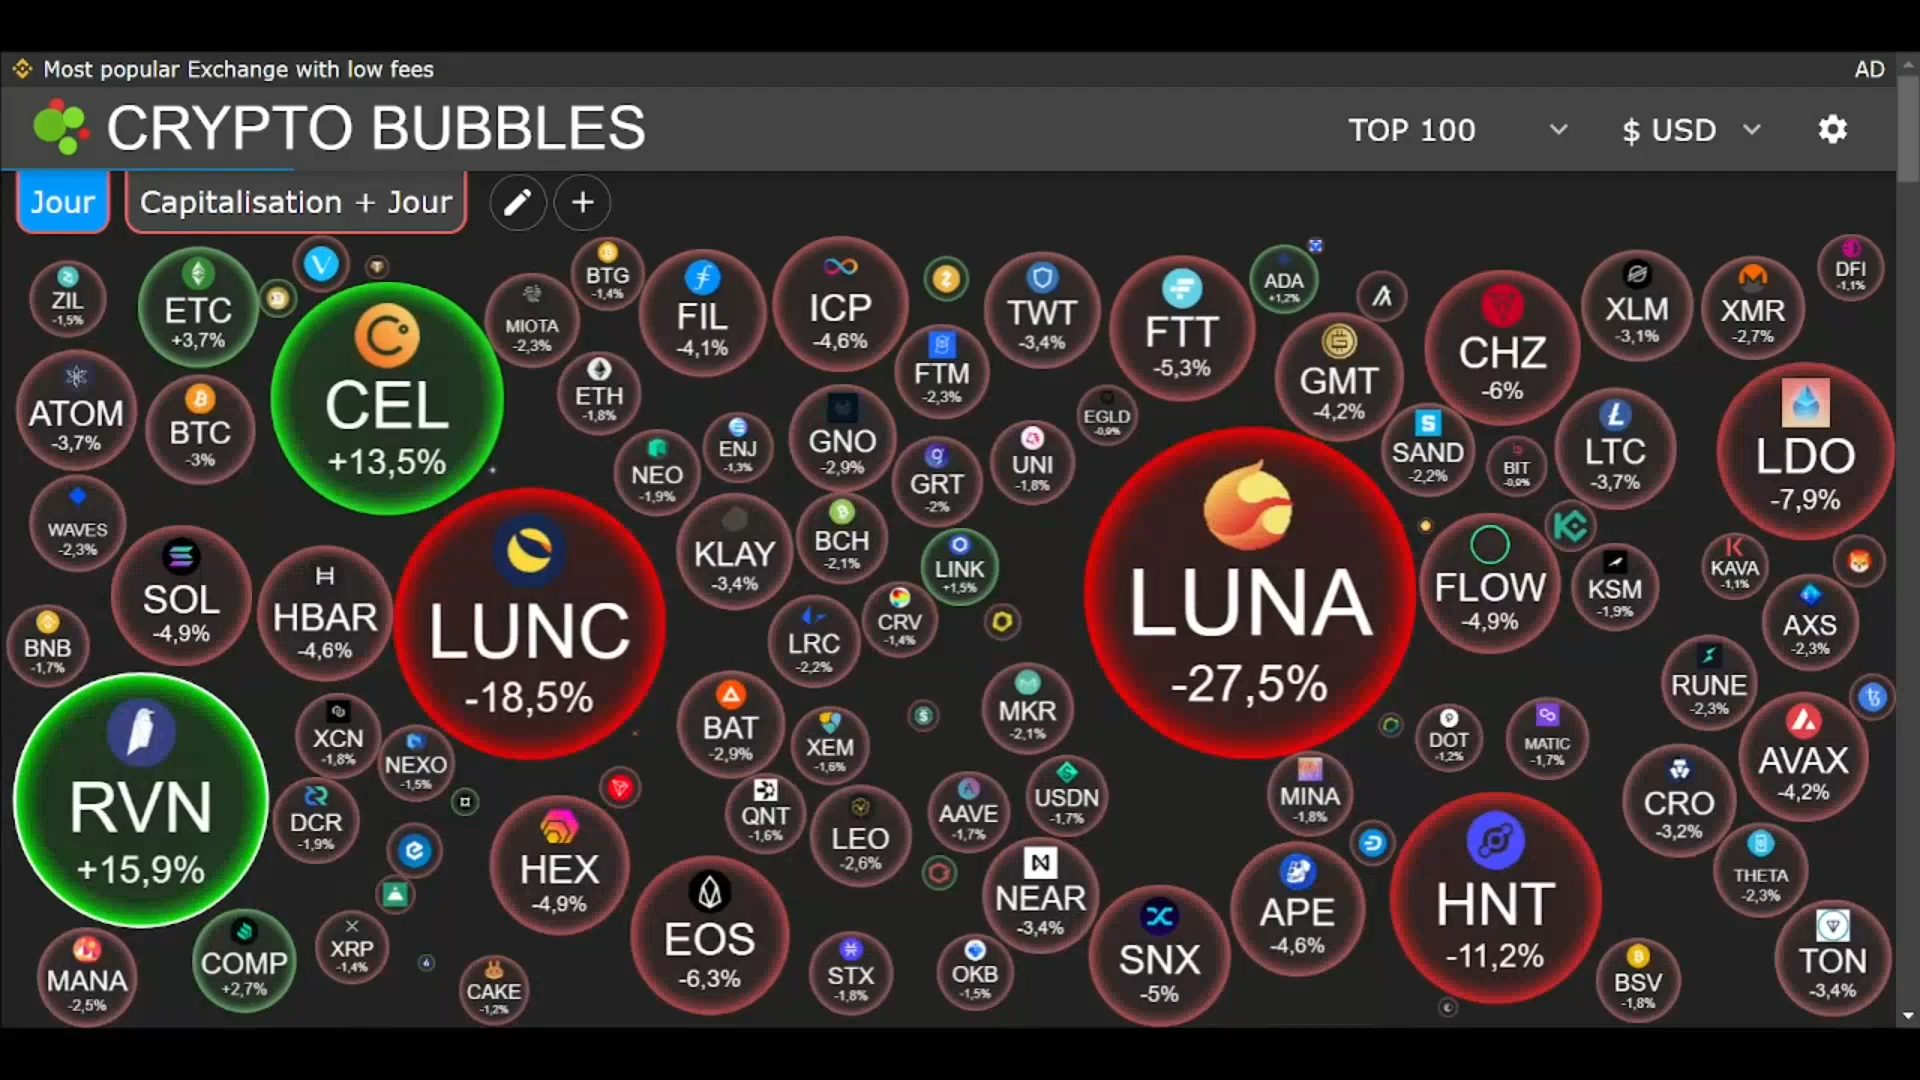 Most popular Exchange with low fees
AD
CRYPTO BUBBLES
TOP 100
$ USD
Jour
Capitalisation + Jour
ZIL
-1,5%
ETC
+3,7%
BTG
-1,4%
MIOTA
-2,3%
FIL
-4,1%
ICP
-4,6%
TWT
-3,4%
FTT
-5,3%
ADA
+1,2%
XLM
-3,1%
XMR
-2,7%
DFI
-1,1%
ATOM
-3,7%
BTC
-3%
CEL
+13,5%
ETH
-1,8%
FTM
-2,3%
GMT
-4,2%
CHZ
-6%
EGLD
-0,9%
NEO
-1,9%
ENJ
-1,3%
GNO
-2,9%
GRT
-2%
UNI
-1,8%
SAND
-2,2%
BIT
-0,9%
LTC
-3,7%
LDO
-7,9%
WAVES
-2,3%
SOL
-4,9%
HBAR
-4,6%
LUNC
-18,5%
KLAY
-3,4%
BCH
-2,1%
LINK
+1,5%
LUNA
-27,5%
FLOW
-4,9%
KSM
-1,9%
KAVA
-1,1%
BNB
-1,7%
LRC
-2,2%
CRV
-1,4%
AXS
-2,3%
RVN
+15,9%
XCN
-1,8%
NEXO
-1,5%
BAT
-2,9%
XEM
-1,6%
MKR
-2,1%
DOT
-1,2%
MATIC
-1,7%
RUNE
-2,3%
AVAX
-4,2%
DCR
-1,9%
HEX
-4,9%
QNT
-1,6%
LEO
-2,6%
AAVE
-1,7%
USDN
-1,7%
MINA
-1,8%
CRO
-3,2%
THETA
-2,3%
MANA
-2,5%
COMP
+2,7%
XRP
-1,4%
CAKE
-1,2%
EOS
-6,3%
STX
-1,8%
OKB
-1,5%
NEAR
-3,4%
SNX
-5%
APE
-4,6%
HNT
-11,2%
BSV
-1,8%
TON
-3,4%